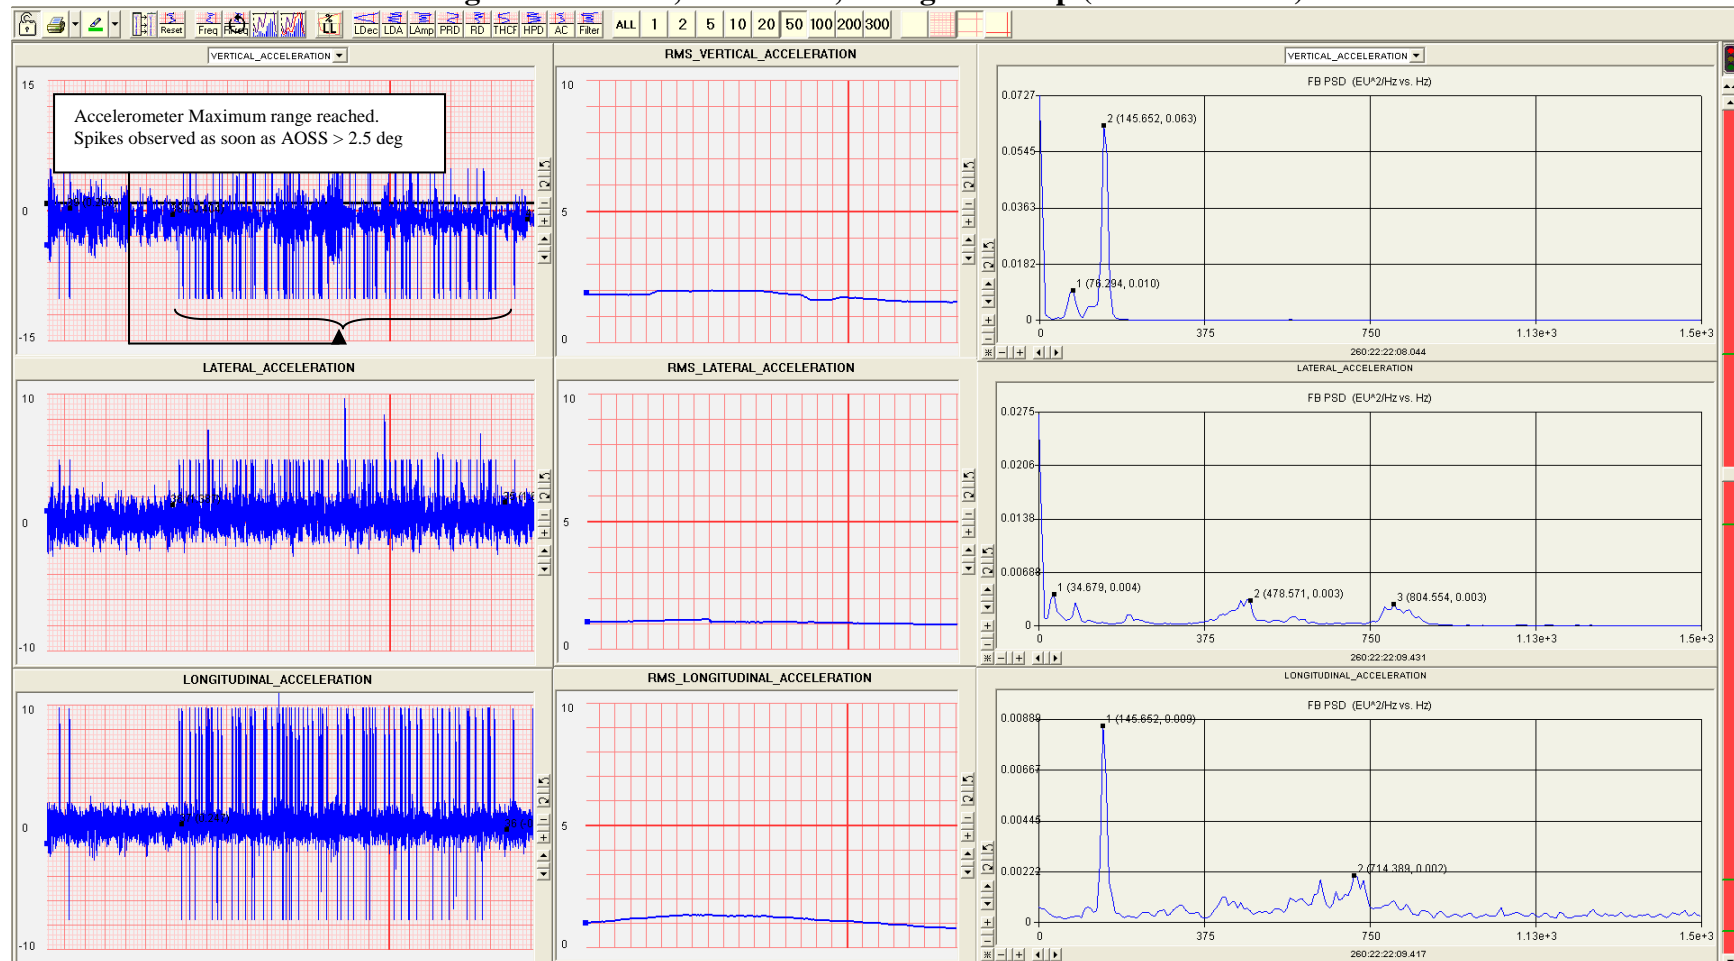 Reset
Freq
LL
LDec
LDA
LAmp
PRD
RD
THCF
HPD
AC
Filter
ALL 1 2 5 10 20 50 100 200 300
VERTICAL_ACCELERATION
15
Accelerometer Maximum range reached.
Spikes observed as soon as AOSS > 2.5 deg
0
-15
RMS_VERTICAL_ACCELERATION
10
5
0
VERTICAL_ACCELERATION
FB PSD (EU^2/Hz vs. Hz)
0.0727
0.0545
0.0363
0.0182
0
2 (145.652, 0.063)
1 (76.294, 0.010)
0 375 750 1.13e+3 1.5e+3
260:22:22:08.044
LATERAL_ACCELERATION
10
0
-10
RMS_LATERAL_ACCELERATION
10
5
0
LATERAL_ACCELERATION
FB PSD (EU^2/Hz vs. Hz)
0.0275
0.0206
0.0138
0.00688
0
1 (34.679, 0.004)
2 (478.571, 0.003)
3 (804.554, 0.003)
0 375 750 1.13e+3 1.5e+3
260:22:22:09.431
LONGITUDINAL_ACCELERATION
10
0
-10
RMS_LONGITUDINAL_ACCELERATION
10
5
0
LONGITUDINAL_ACCELERATION
FB PSD (EU^2/Hz vs. Hz)
0.00889
0.00667
0.00445
0.00222
0
1 (145.652, 0.009)
2 (714.389, 0.002)
0 375 750 1.13e+3 1.5e+3
260:22:22:09.417